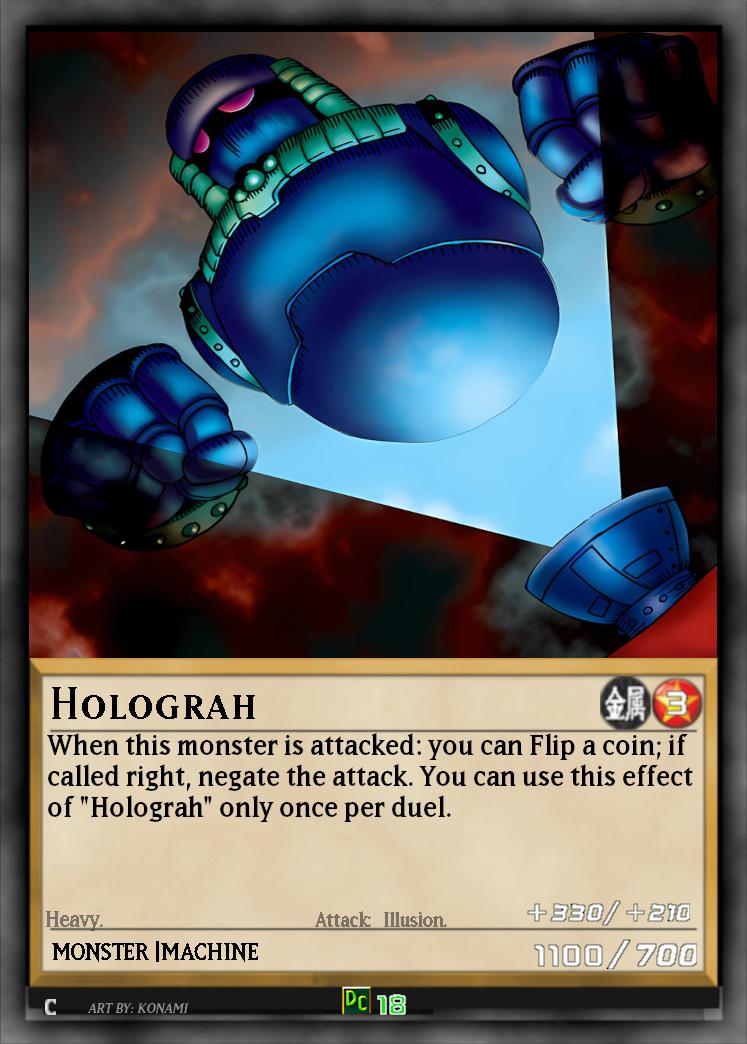 HOLOGRAH 金属 3
When this monster is attacked: you can Flip a coin; if
called right, negate the attack. You can use this effect
of "Holograh" only once per duel.
Heavy. Attack: Illusion. +330/+210
MONSTER |MACHINE 1100/700
C ART BY: KONAMI PC 18